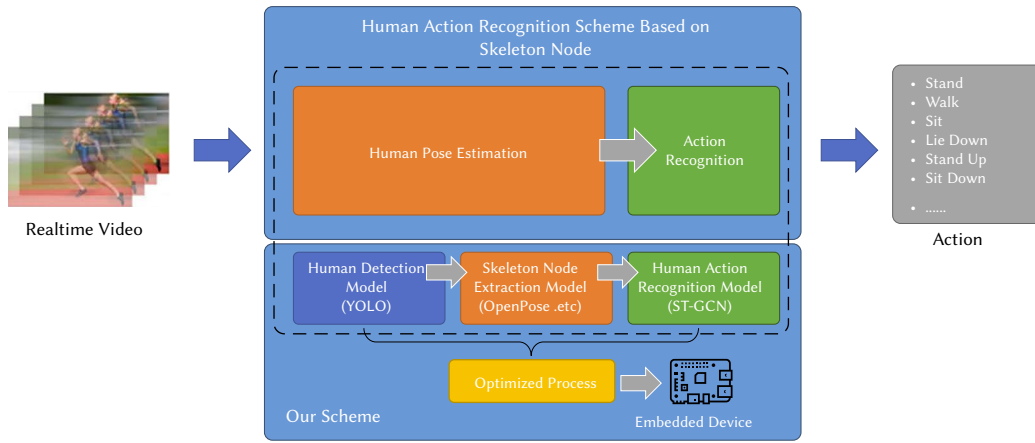 Human Action Recognition Scheme Based on
Skeleton Node
Human Pose Estimation
Action
Recognition
Realtime Video
• Stand
• Walk
• Sit
• Lie Down
• Stand Up
• Sit Down
• ......
Action
Human Detection
Model
(YOLO)
Skeleton Node
Extraction Model
(OpenPose .etc)
Human Action
Recognition Model
(ST-GCN)
Optimized Process
Our Scheme
Embedded Device